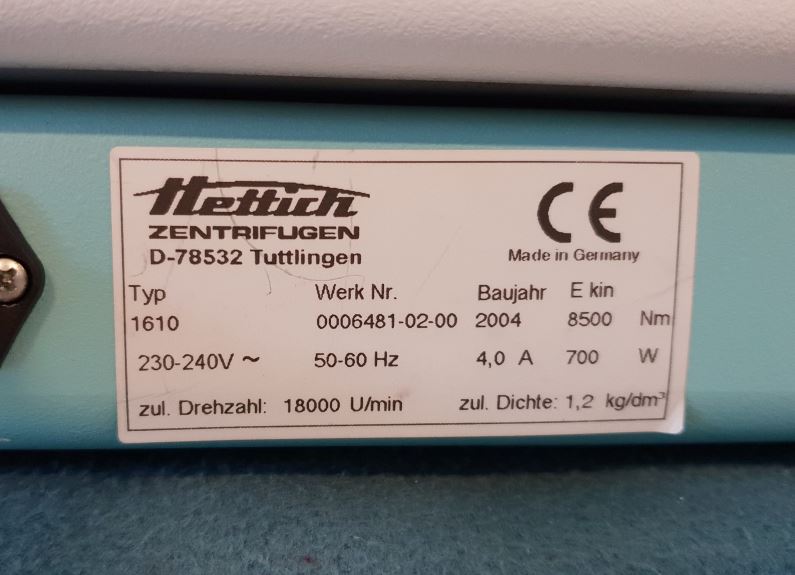 Hettich
ZENTRIFUGEN
D-78532 Tuttlingen
CE
Made in Germany
Typ Werk Nr. Baujahr E kin
1610 0006481-02-00 2004 8500 Nm
230-240V ~ 50-60 Hz 4,0 A 700 W
zul. Drehzahl: 18000 U/min zul. Dichte: 1,2 kg/dm³